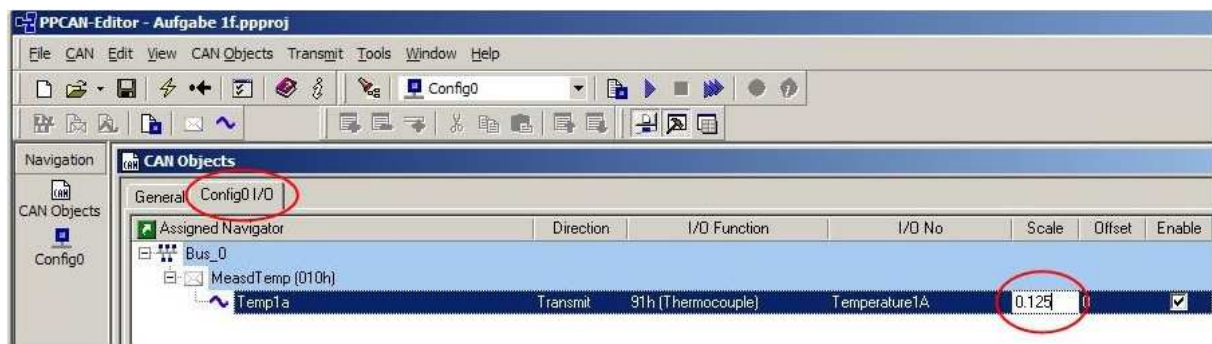 PPCAN-Editor - Aufgabe 1f.ppproj
File CAN Edit View CAN Objects Transmit Tools Window Help
Config0
Navigation
CAN Objects
Config0
CAN Objects
General Config0 I/O
Assigned Navigator Direction I/O Function I/O No Scale Offset Enable
Bus_0
MeasdTemp (010h)
Temp1a Transmit 91h (Thermocouple) Temperature1A 0.125 0